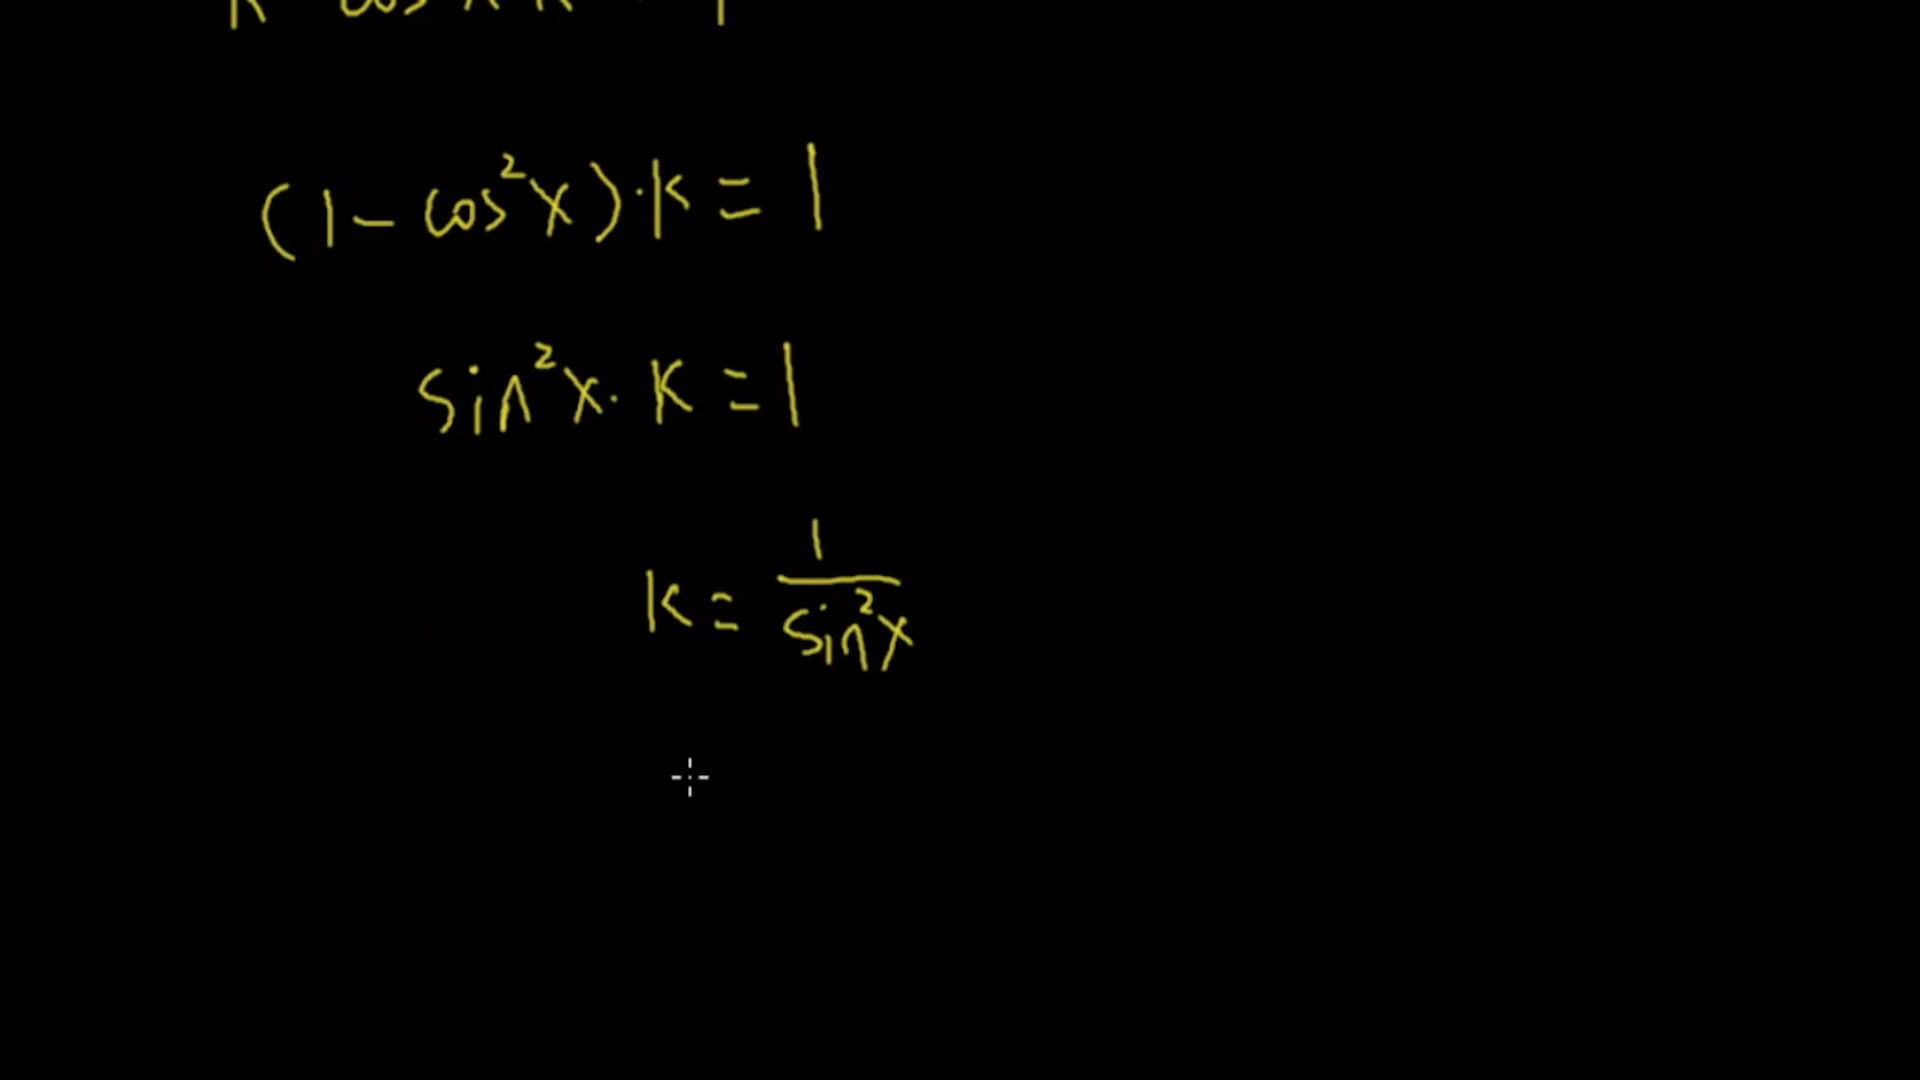 (1 - cos²x)·k = 1
sin²x·k = 1
k = 1/sin²x